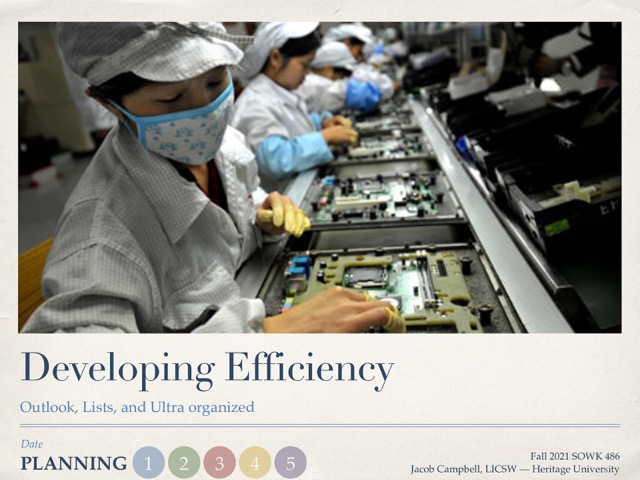 Developing Efficiency
Outlook, Lists, and Ultra organized
Date
PLANNING 1 2 3 4 5
Fall 2021 SOWK 486
Jacob Campbell, LICSW — Heritage University